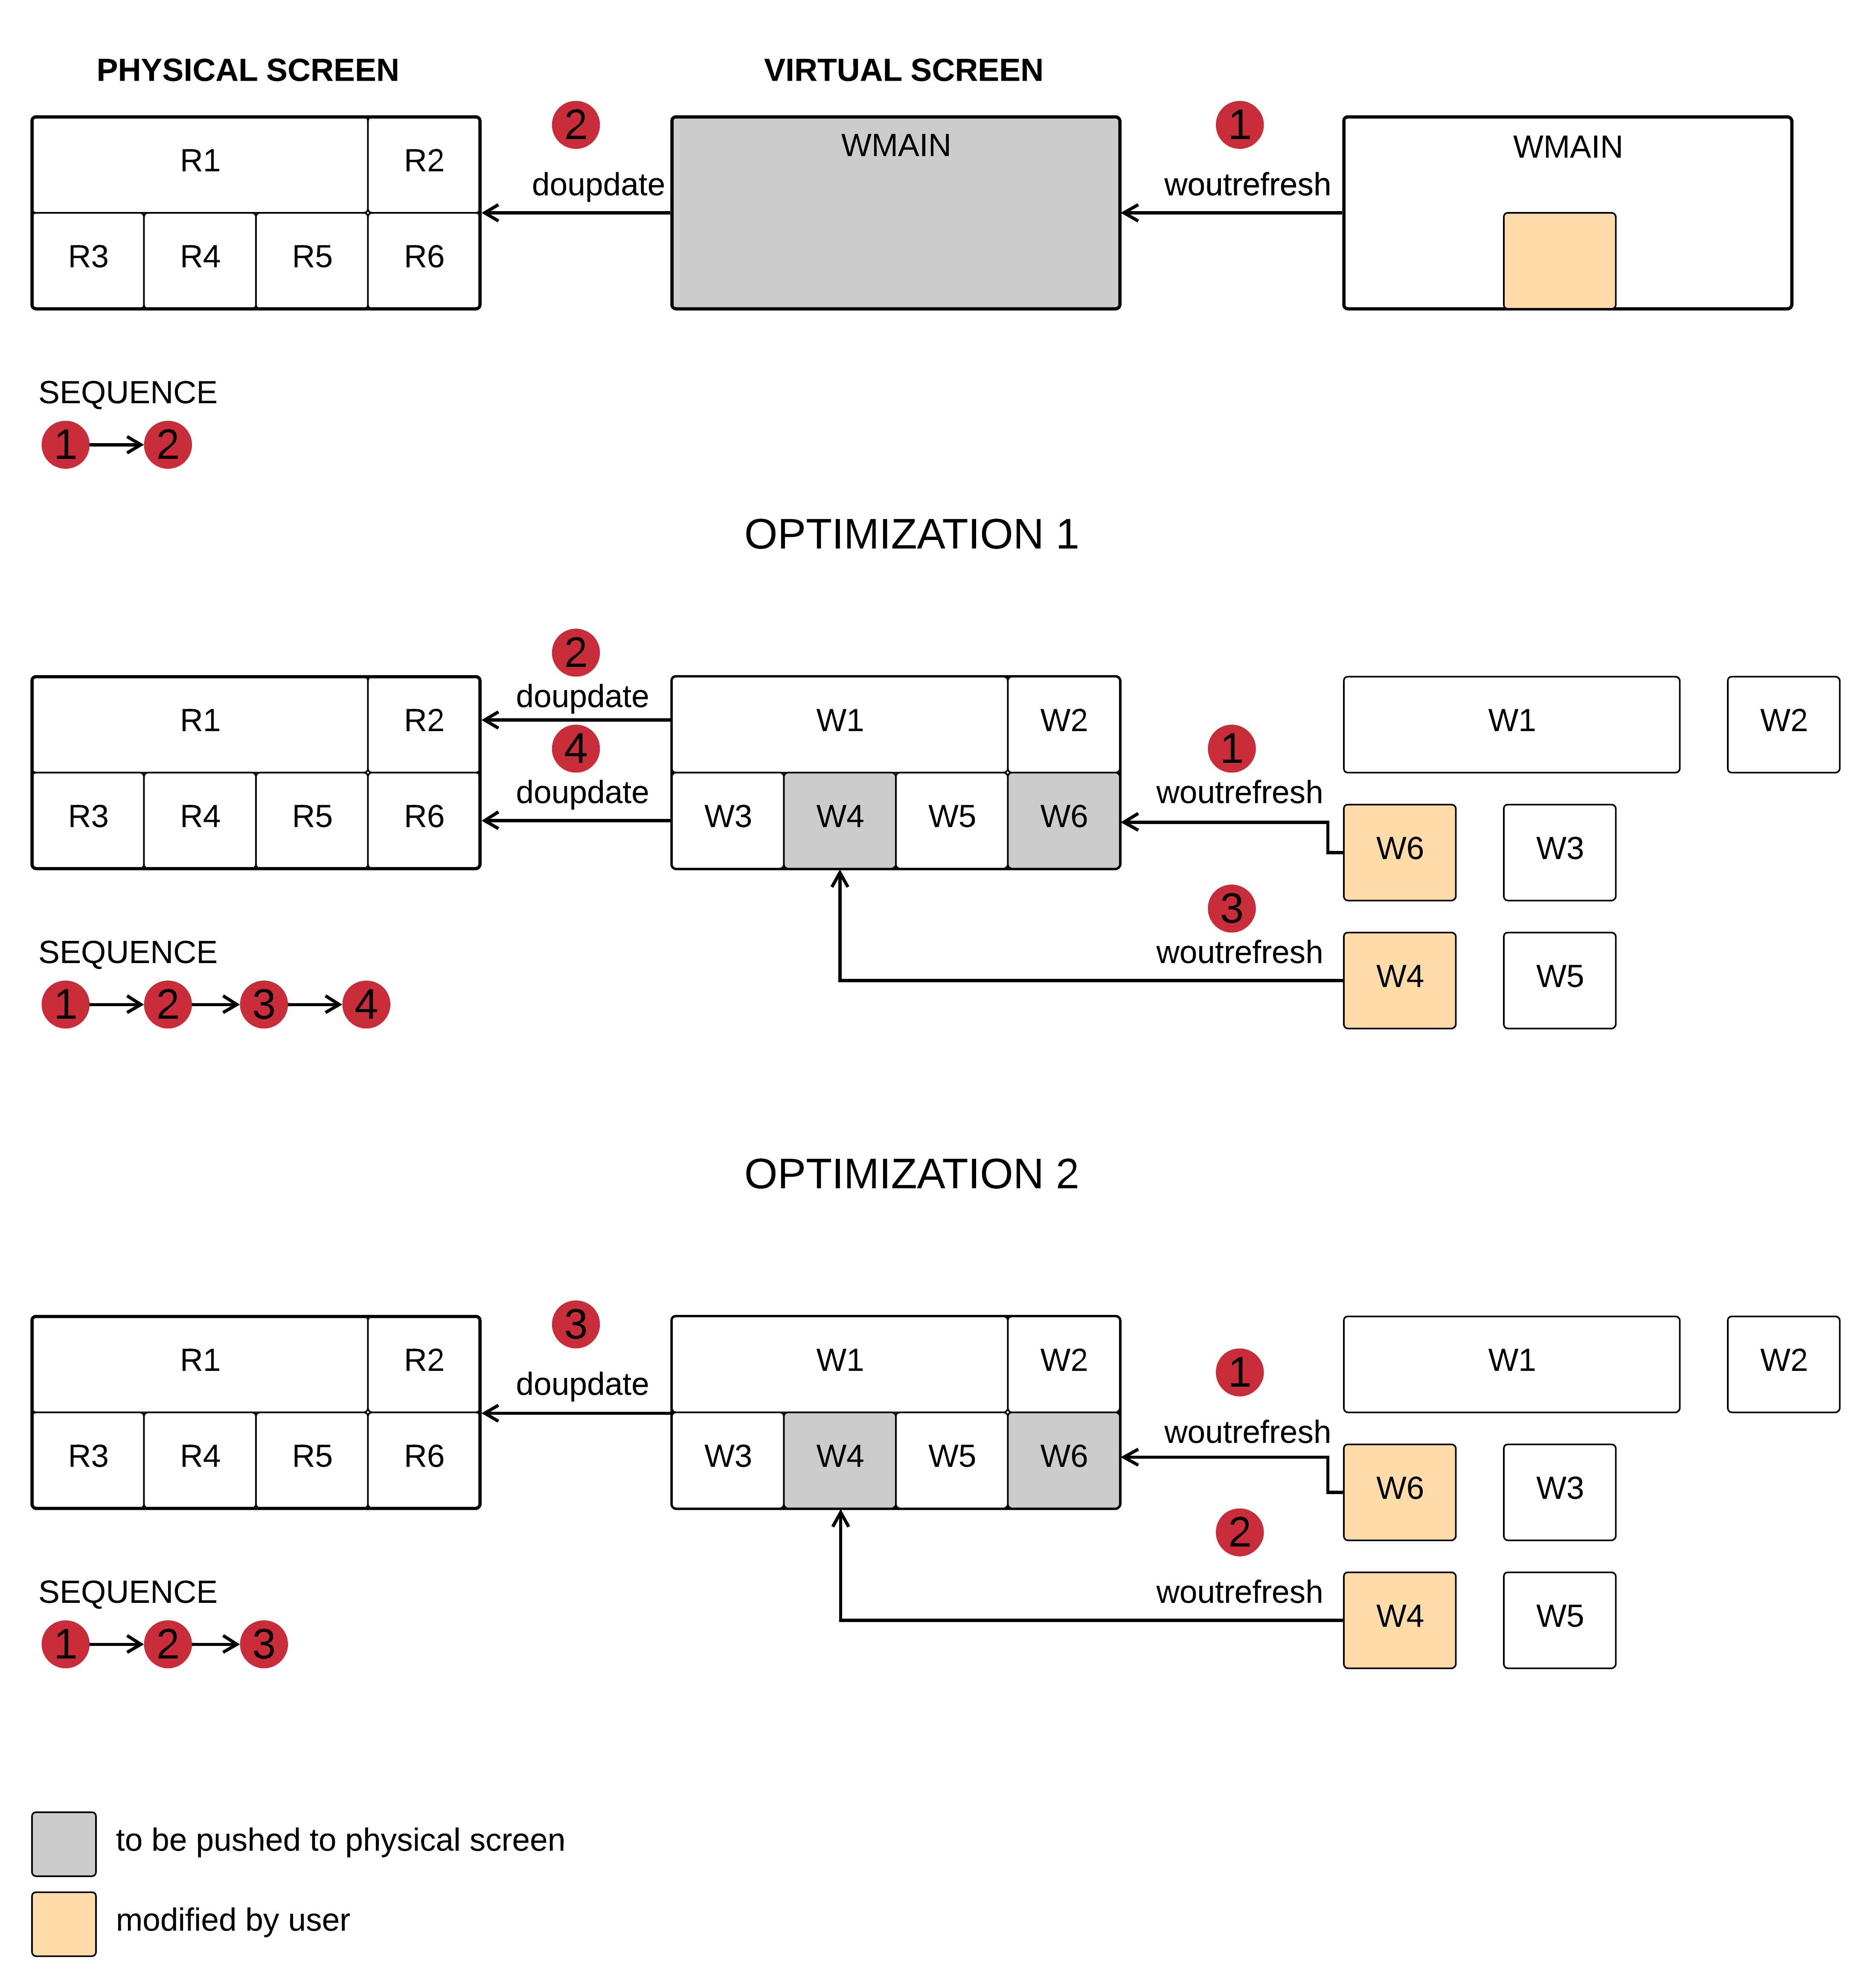 PHYSICAL SCREEN
VIRTUAL SCREEN
R1
R2
R3
R4
R5
R6
2
doupdate
WMAIN
1
woutrefresh
WMAIN
SEQUENCE
1
2
OPTIMIZATION 1
R1
R2
R3
R4
R5
R6
2
doupdate
4
doupdate
W1
W2
W3
W4
W5
W6
1
woutrefresh
3
woutrefresh
W1
W2
W6
W3
W4
W5
SEQUENCE
1
2
3
4
OPTIMIZATION 2
R1
R2
R3
R4
R5
R6
3
doupdate
W1
W2
W3
W4
W5
W6
1
woutrefresh
2
woutrefresh
W1
W2
W6
W3
W4
W5
SEQUENCE
1
2
3
to be pushed to physical screen
modified by user